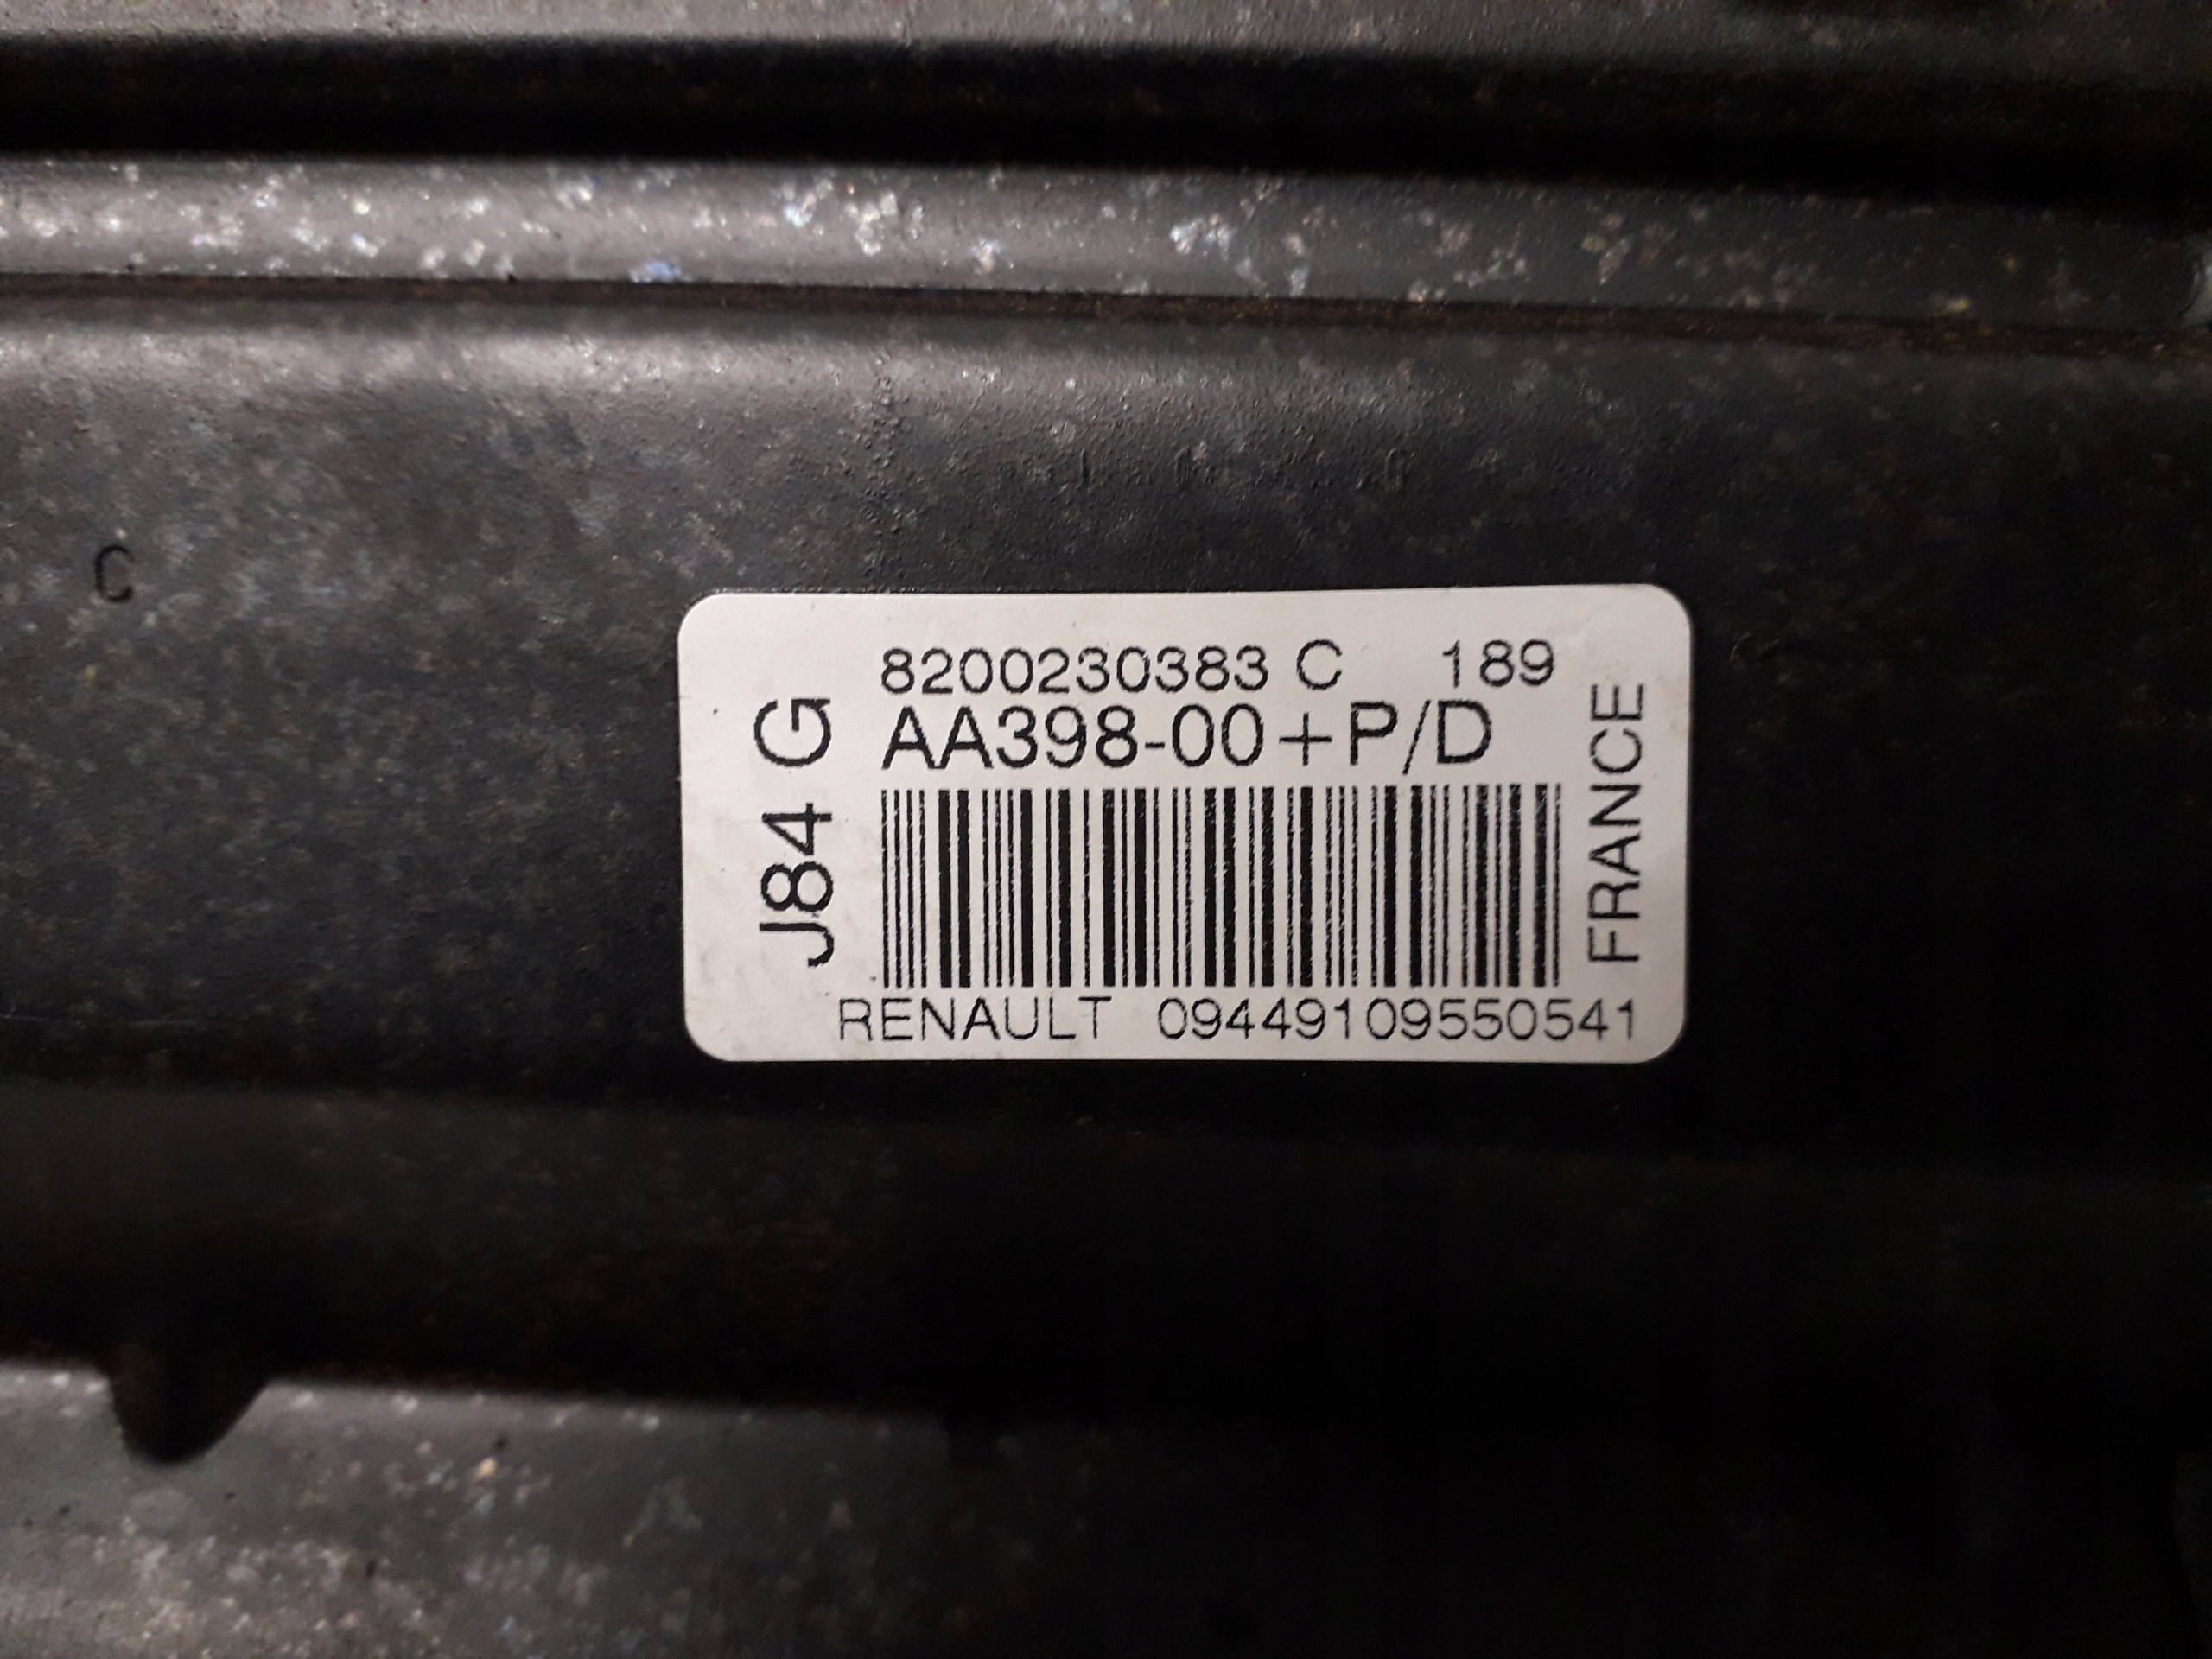 C
8200230383 C 189
AA398-00+P/D
J84 G
FRANCE
RENAULT 09449109550541